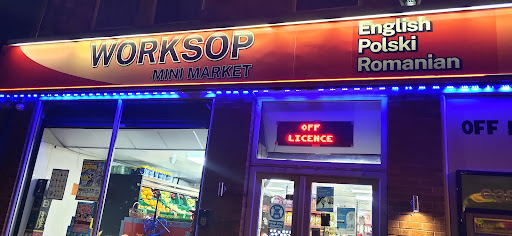 WORKSOP
MINI MARKET
English
Polski
Romanian
OFF
LICENCE
OFF